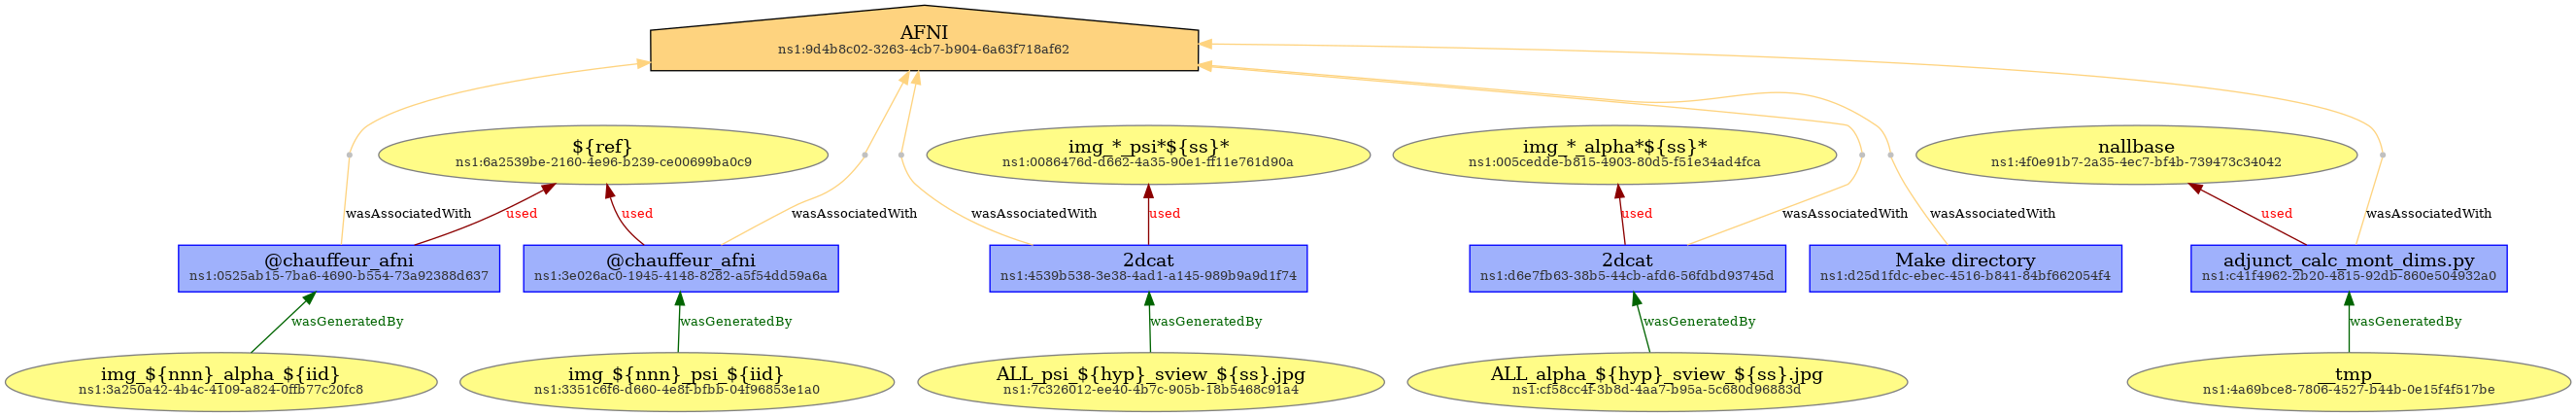 AFNI
ns1:9d4b8c02-3263-4cb7-b904-6a63f718af62
${ref}
ns1:6a2539be-2160-4e96-b239-ce00699ba0c9
img_*_psi*${ss}*
ns1:0086476d-d662-4a35-90e1-ff11e761d90a
img_*_alpha*${ss}*
ns1:005cedde-b815-4903-80d5-f51e34ad4fca
nallbase
ns1:4f0e91b7-2a35-4ec7-bf4b-739473c34042
wasAssociatedWith
used
used
wasAssociatedWith
wasAssociatedWith
used
used
wasAssociatedWith
wasAssociatedWith
used
wasAssociatedWith
@chauffeur_afni
ns1:0525ab15-7ba6-4690-b554-73a92388d637
@chauffeur_afni
ns1:3e026ac0-1945-4148-8282-a5f54dd59a6a
2dcat
ns1:4539b538-3e38-4ad1-a145-989b9a9d1f74
2dcat
ns1:d6e7fb63-38b5-44cb-afd6-56fdbd93745d
Make directory
ns1:d25d1fdc-ebec-4516-b841-84bf662054f4
adjunct_calc_mont_dims.py
ns1:c41f4962-2b20-4815-92db-860e504932a0
wasGeneratedBy
wasGeneratedBy
wasGeneratedBy
wasGeneratedBy
wasGeneratedBy
img_${nnn}_alpha_${iid}
ns1:3a250a42-4b4c-4109-a824-0ffb77c20fc8
img_${nnn}_psi_${iid}
ns1:3351c6f6-d660-4e8f-bfbb-04f96853e1a0
ALL_psi_${hyp}_sview_${ss}.jpg
ns1:7c326012-ee40-4b7c-905b-18b5468c91a4
ALL_alpha_${hyp}_sview_${ss}.jpg
ns1:cf58cc4f-3b8d-4aa7-b95a-5c680d96883d
__tmp_
ns1:4a69bce8-7806-4527-b44b-0e15f4f517be